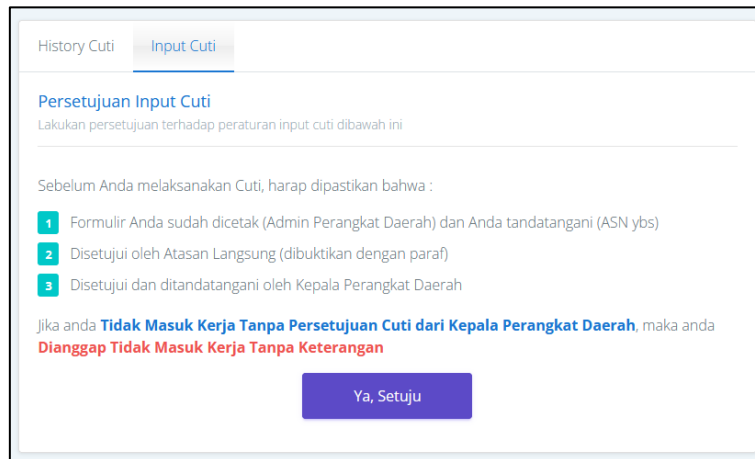 History Cuti Input Cuti
Persetujuan Input Cuti
Lakukan persetujuan terhadap peraturan input cuti dibawah ini
Sebelum Anda melaksanakan Cuti, harap dipastikan bahwa :
1 Formulir Anda sudah dicetak (Admin Perangkat Daerah) dan Anda tandatangani (ASN ybs)
2 Disetujui oleh Atasan Langsung (dibuktikan dengan paraf)
3 Disetujui dan ditandatangani oleh Kepala Perangkat Daerah
Jika anda Tidak Masuk Kerja Tanpa Persetujuan Cuti dari Kepala Perangkat Daerah, maka anda
Dianggap Tidak Masuk Kerja Tanpa Keterangan
Ya, Setuju